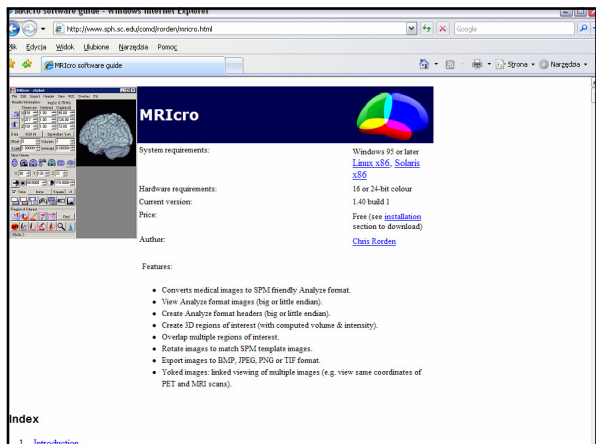 MRIcro software guide - Windows Internet Explorer
http://www.sph.sc.edu/comd/rorden/mricro.html
Google
Plik Edycja Widok Ulubione Narzędzia Pomoc
MRIcro software guide
Strona Narzędzia
MRIcro
System requirements: Windows 95 or later
Linux x86, Solaris
x86
Hardware requirements: 16 or 24-bit colour
Current version: 1.40 build 1
Price: Free (see installation
section to download)
Author: Chris Rorden
Features:
Converts medical images to SPM friendly Analyze format.
View Analyze format images (big or little endian).
Create Analyze format headers (big or little endian).
Create 3D regions of interest (with computed volume & intensity).
Overlap multiple regions of interest.
Rotate images to match SPM template images.
Export images to BMP, JPEG, PNG or TIF format.
Yoked images: linked viewing of multiple images (e.g. view same coordinates of
PET and MRI scans).
Index
1. Introduction